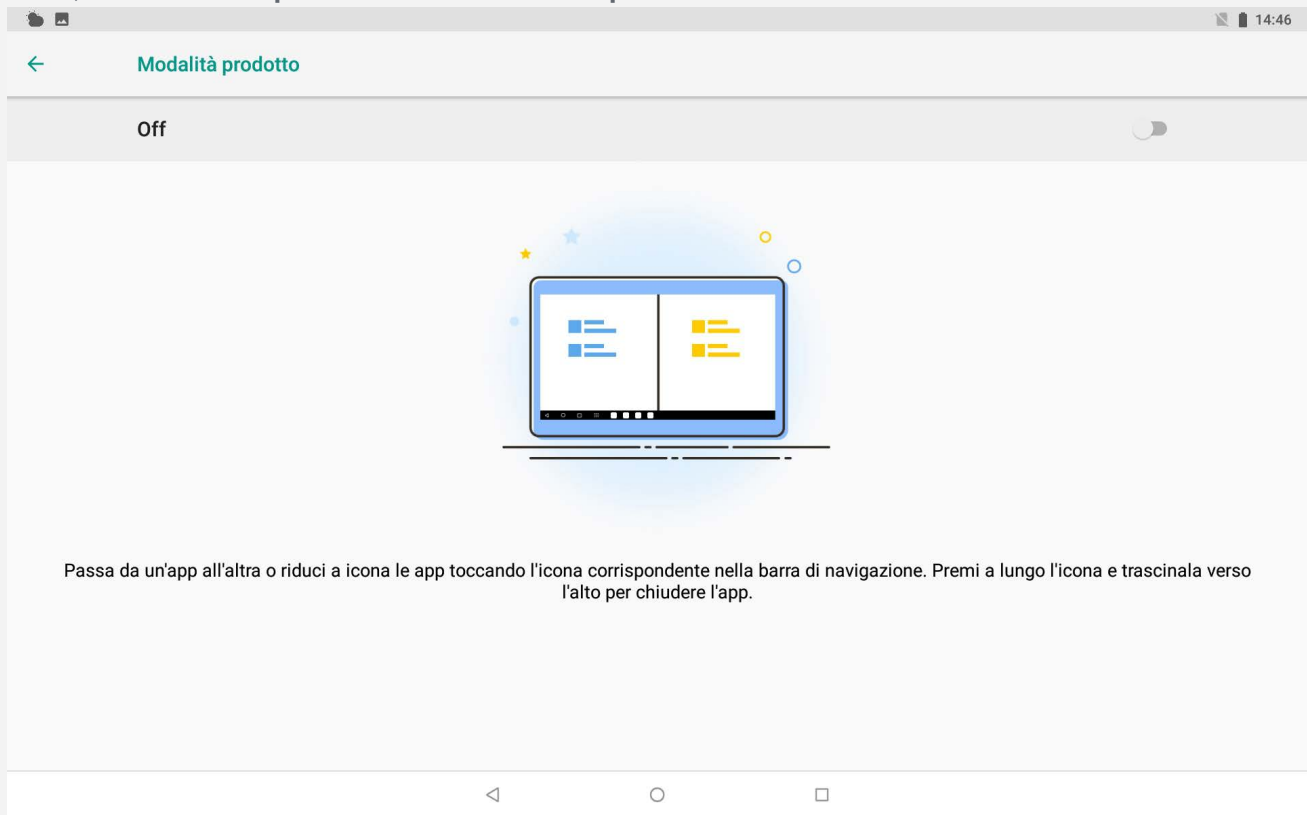 14:46
Modalità prodotto
Off
Passa da un'app all'altra o riduci a icona le app toccando l'icona corrispondente nella barra di navigazione. Premi a lungo l'icona e trascinala verso
l'alto per chiudere l'app.